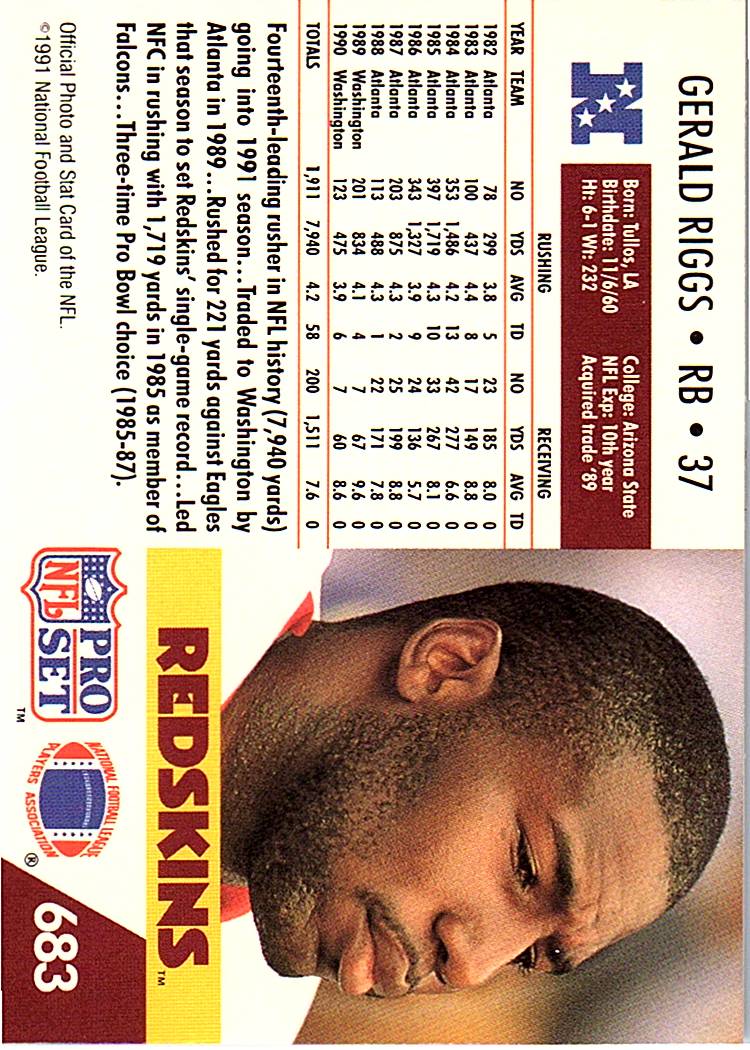 GERALD RIGGS • RB • 37
Born: Tullos, LA College: Arizona State
Birthdate: 11/6/60 NFL Exp: 10th year
Ht: 6-1 Wt: 232 Acquired trade '89
RUSHING RECEIVING
YEAR TEAM NO YDS AVG TD NO YDS AVG TD
1982 Atlanta 78 299 3.8 5 23 185 8.0 0
1983 Atlanta 100 437 4.4 8 17 149 8.8 0
1984 Atlanta 353 1,486 4.2 13 42 277 6.6 0
1985 Atlanta 397 1,719 4.3 10 33 267 8.1 0
1986 Atlanta 343 1,327 3.9 9 24 136 5.7 0
1987 Atlanta 203 875 4.3 2 25 199 8.8 0
1988 Atlanta 113 488 4.3 1 22 171 7.8 0
1989 Washington 201 834 4.1 4 7 67 9.6 0
1990 Washington 123 475 3.9 6 7 60 8.6 0
TOTALS 1,911 7,940 4.2 58 200 1,511 7.6 0
Fourteenth-leading rusher in NFL history (7,940 yards)
going into 1991 season...Traded to Washington by
Atlanta in 1989...Rushed for 221 yards against Eagles
that season to set Redskins' single-game record...Led
NFC in rushing with 1,719 yards in 1985 as member of
Falcons...Three-time Pro Bowl choice (1985-87).
Official Photo and Stat Card of the NFL.
©1991 National Football League.
REDSKINS™
NFL
PRO
SET™
NATIONAL FOOTBALL LEAGUE
PLAYERS ASSOCIATION
®
683